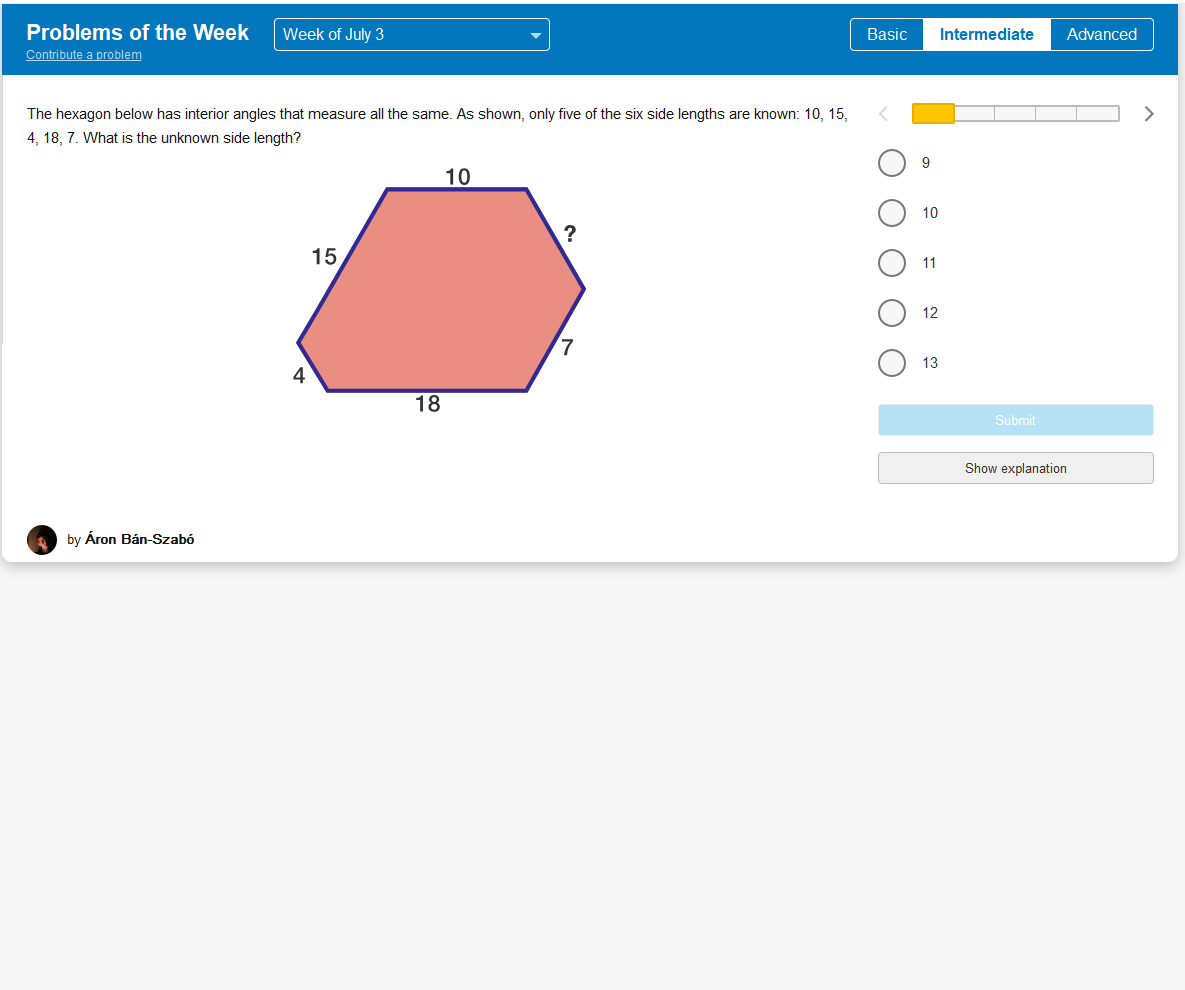 Problems of the Week
Week of July 3
Basic
Intermediate
Advanced
Contribute a problem
The hexagon below has interior angles that measure all the same. As shown, only five of the six side lengths are known: 10, 15,
4, 18, 7. What is the unknown side length?
10
?
15
7
4
18
9
10
11
12
13
Submit
Show explanation
by Áron Bán-Szabó